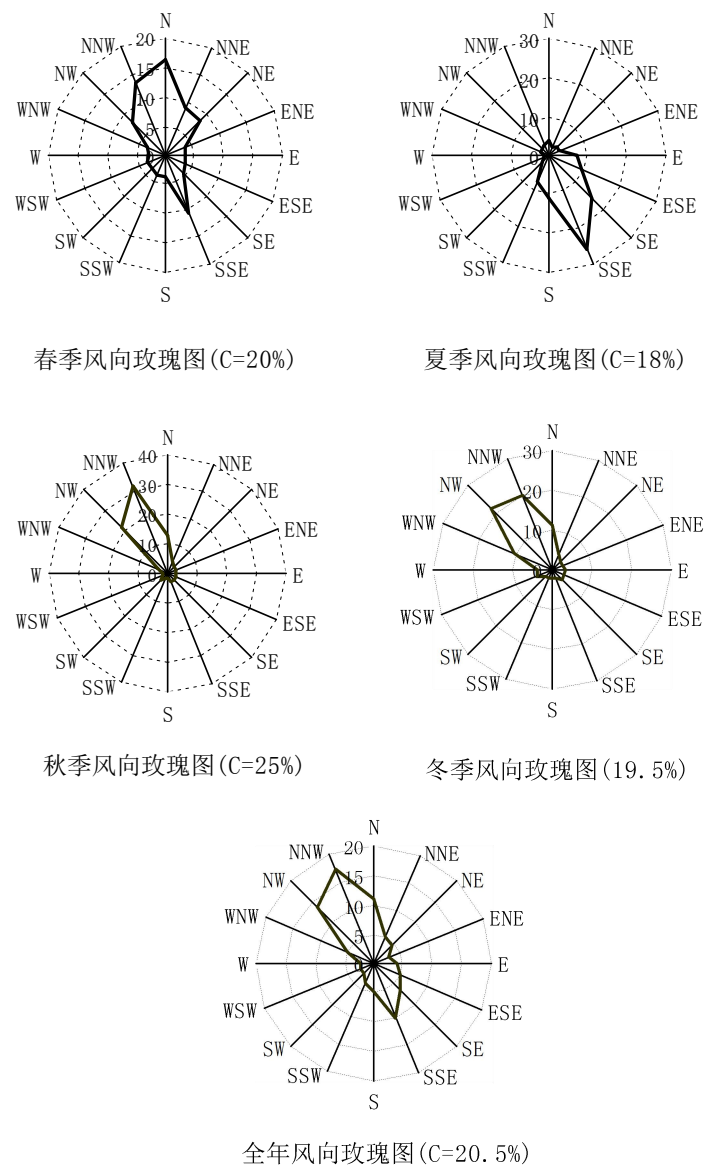 N
NNW
20
NNE
NW
15
NE
10
WNW
ENE
5
W
E
WSW
ESE
SW
SE
SSW
SSE
S
春季风向玫瑰图(C=20%)
N
NNW
30
NNE
NW
20
NE
WNW
10
ENE
W
0
E
WSW
ESE
SW
SE
SSW
SSE
S
夏季风向玫瑰图(C=18%)
N
NNW
40
NNE
NW
30
NE
20
WNW
ENE
10
W
0
E
WSW
ESE
SW
SE
SSW
SSE
S
秋季风向玫瑰图(C=25%)
N
NNW
30
NNE
NW
20
NE
WNW
10
ENE
W
0
E
WSW
ESE
SW
SE
SSW
SSE
S
冬季风向玫瑰图(19.5%)
N
NNW
20
NNE
NW
15
NE
10
WNW
ENE
5
W
0
E
WSW
ESE
SW
SE
SSW
SSE
S
全年风向玫瑰图(C=20.5%)